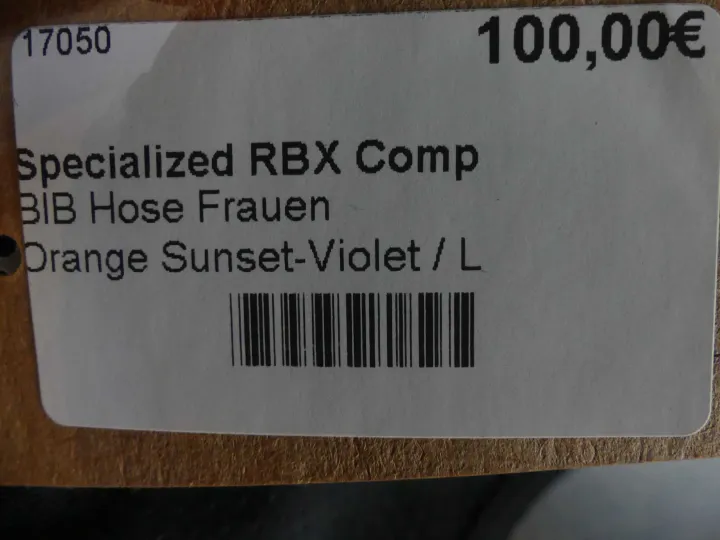 17050
100,00€
Specialized RBX Comp
BIB Hose Frauen
Orange Sunset-Violet / L